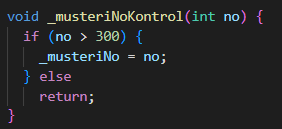 void _musteriNoKontrol(int no) {
  if (no > 300) {
    _musteriNo = no;
  } else
    return;
}